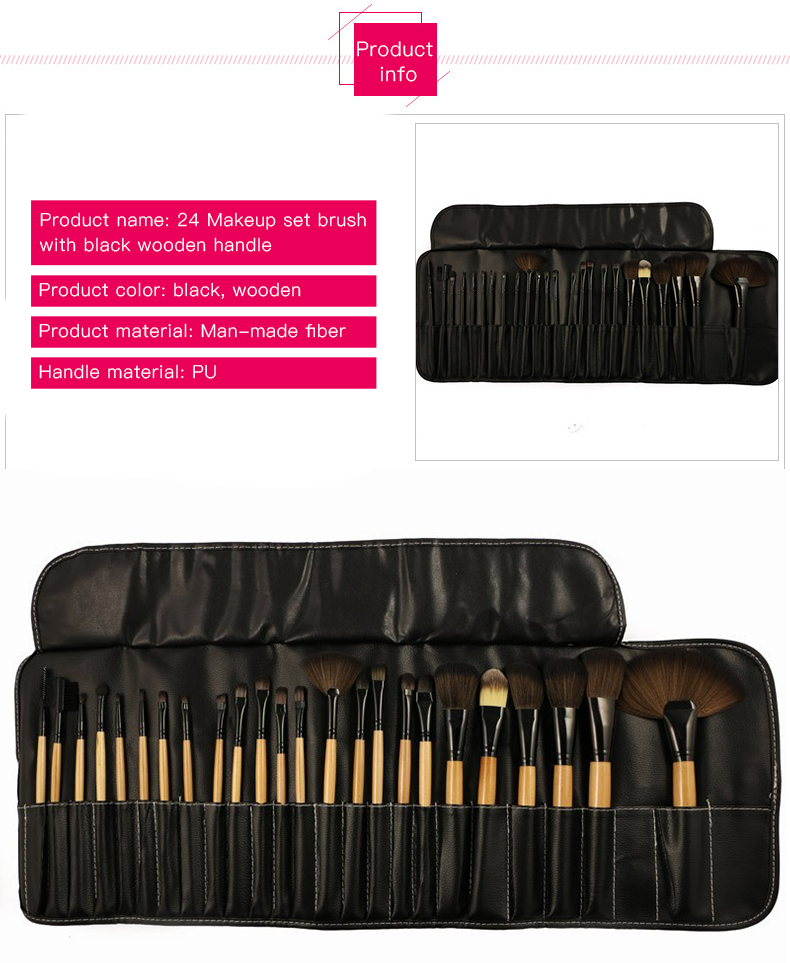 Product
info
Product name: 24 Makeup set brush
with black wooden handle
Product color: black, wooden
Product material: Man-made fiber
Handle material: PU